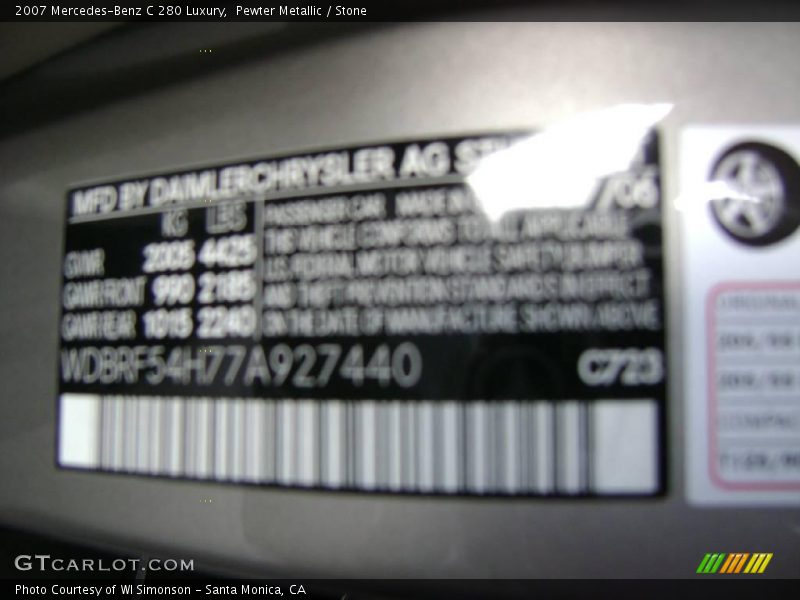 2007 Mercedes-Benz C 280 Luxury,  Pewter Metallic / Stone
MFD BY DAIMLERCHRYSLER AG
/06
KG LBS
GVWR 2005 4425
GAWR FRONT 990 2185
GAWR REAR 1015 2240
PASSENGER CAR MADE IN
THE VEHICLE CONFORMS TO ALL APPLICABLE
U.S. FEDERAL MOTOR VEHICLE SAFETY BUMPER
AND THEFT PREVENTION STANDARDS IN EFFECT
ON THE DATE OF MANUFACTURE SHOWN ABOVE
WDBRF54H77A927440
C723
GTCARLOT.COM
Photo Courtesy of WI Simonson - Santa Monica, CA